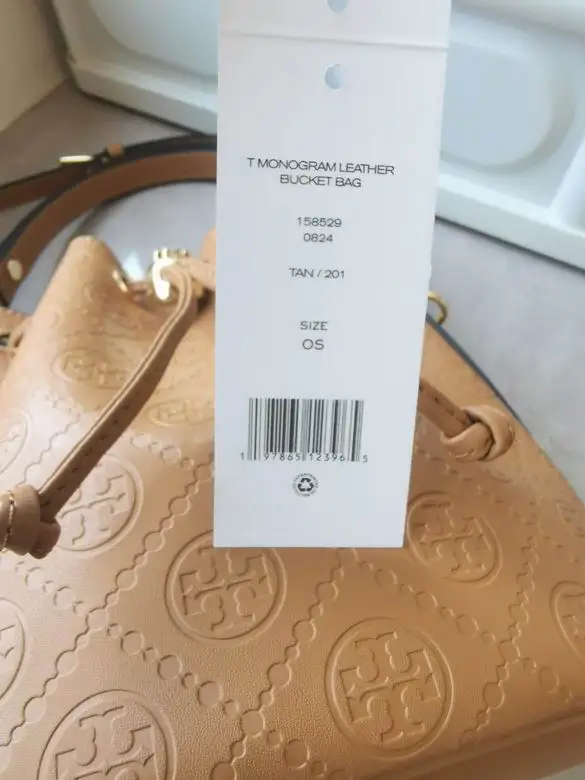 T MONOGRAM LEATHER
BUCKET BAG
158529
0824
TAN / 201
SIZE
OS
1 97865 12396 5